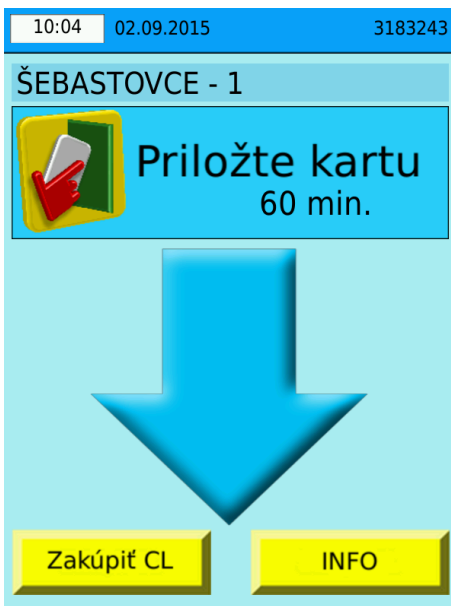 10:04 02.09.2015 3183243
ŠEBASTOVCE - 1
Priložte kartu
60 min.
Zakúpiť CL INFO